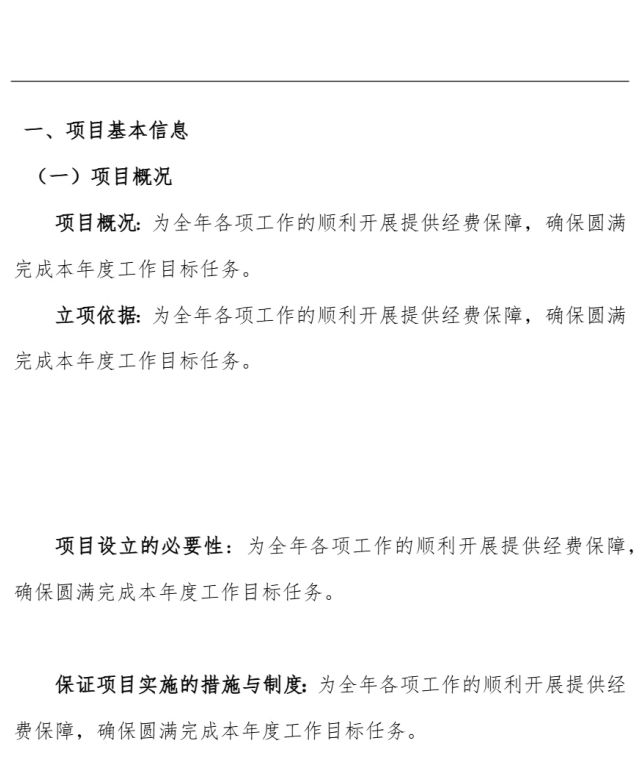 一、项目基本信息
（一）项目概况
项目概况：为全年各项工作的顺利开展提供经费保障，确保圆满
完成本年度工作目标任务。
立项依据：为全年各项工作的顺利开展提供经费保障，确保圆满
完成本年度工作目标任务。
项目设立的必要性：为全年各项工作的顺利开展提供经费保障，
确保圆满完成本年度工作目标任务。
保证项目实施的措施与制度：为全年各项工作的顺利开展提供经
费保障，确保圆满完成本年度工作目标任务。